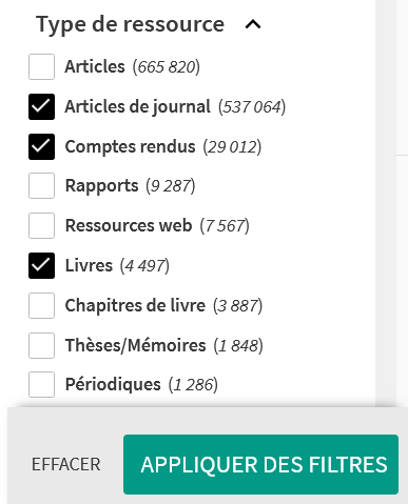 Type de ressource
Articles (665 820)
Articles de journal (537 064)
Comptes rendus (29 012)
Rapports (9 287)
Ressources web (7 567)
Livres (4 497)
Chapitres de livre (3 887)
Thèses/Mémoires (1 848)
Périodiques (1 286)
EFFACER APPLIQUER DES FILTRES